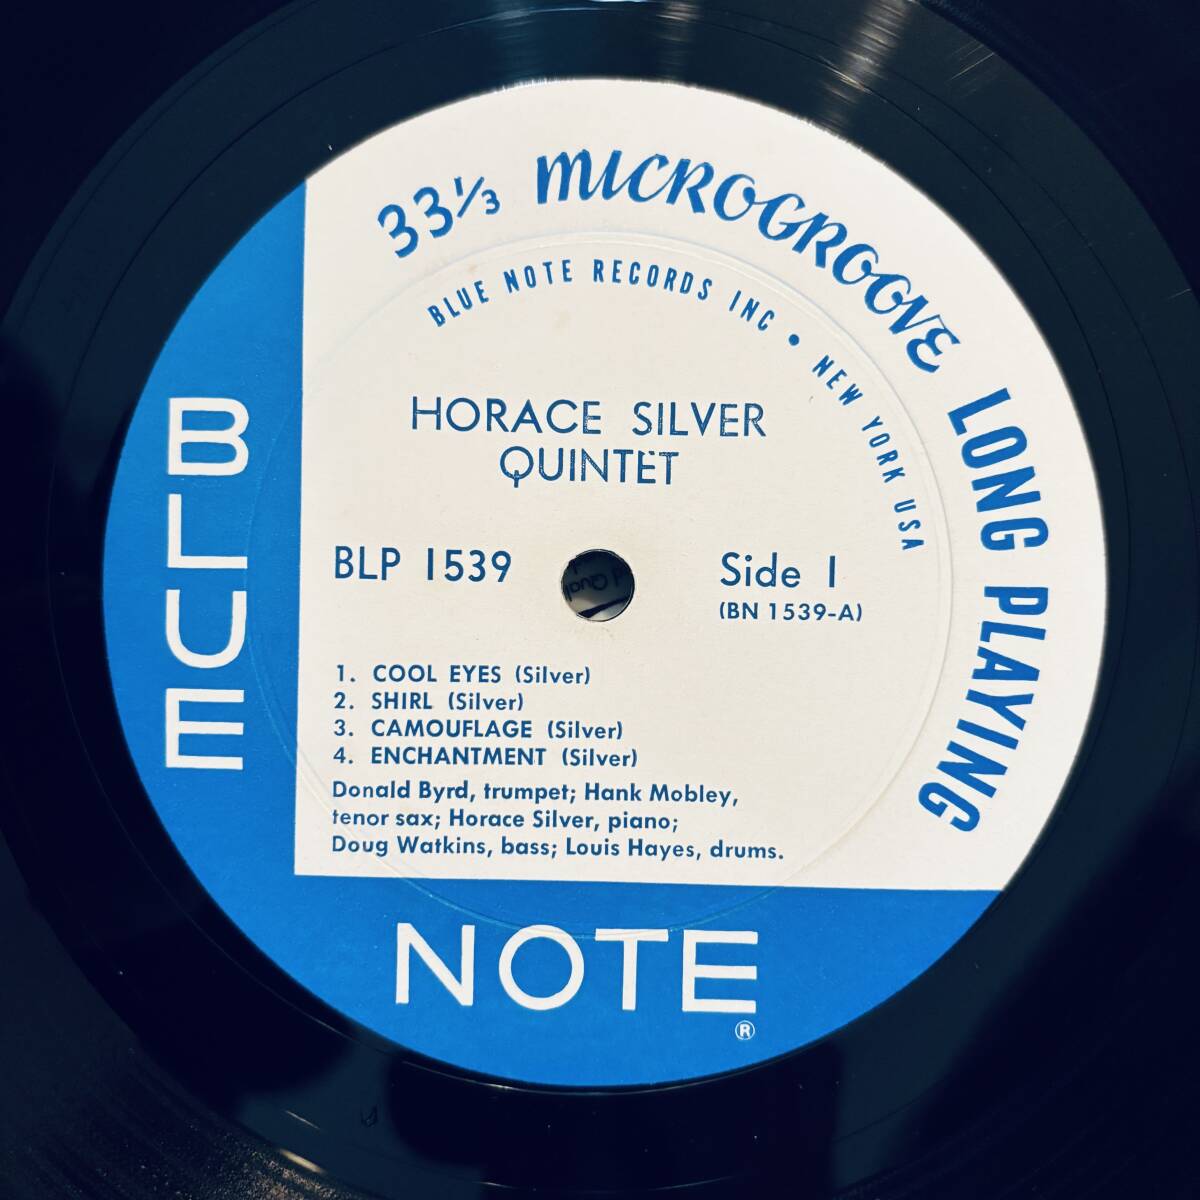 33⅓ MICROGROOVE LONG PLAYING
BLUE NOTE RECORDS INC • NEW YORK USA
HORACE SILVER
QUINTET
BLP 1539
Side 1
(BN 1539-A)
1. COOL EYES (Silver)
2. SHIRL (Silver)
3. CAMOUFLAGE (Silver)
4. ENCHANTMENT (Silver)
Donald Byrd, trumpet; Hank Mobley,
tenor sax; Horace Silver, piano;
Doug Watkins, bass; Louis Hayes, drums.
BLUE
NOTE
®